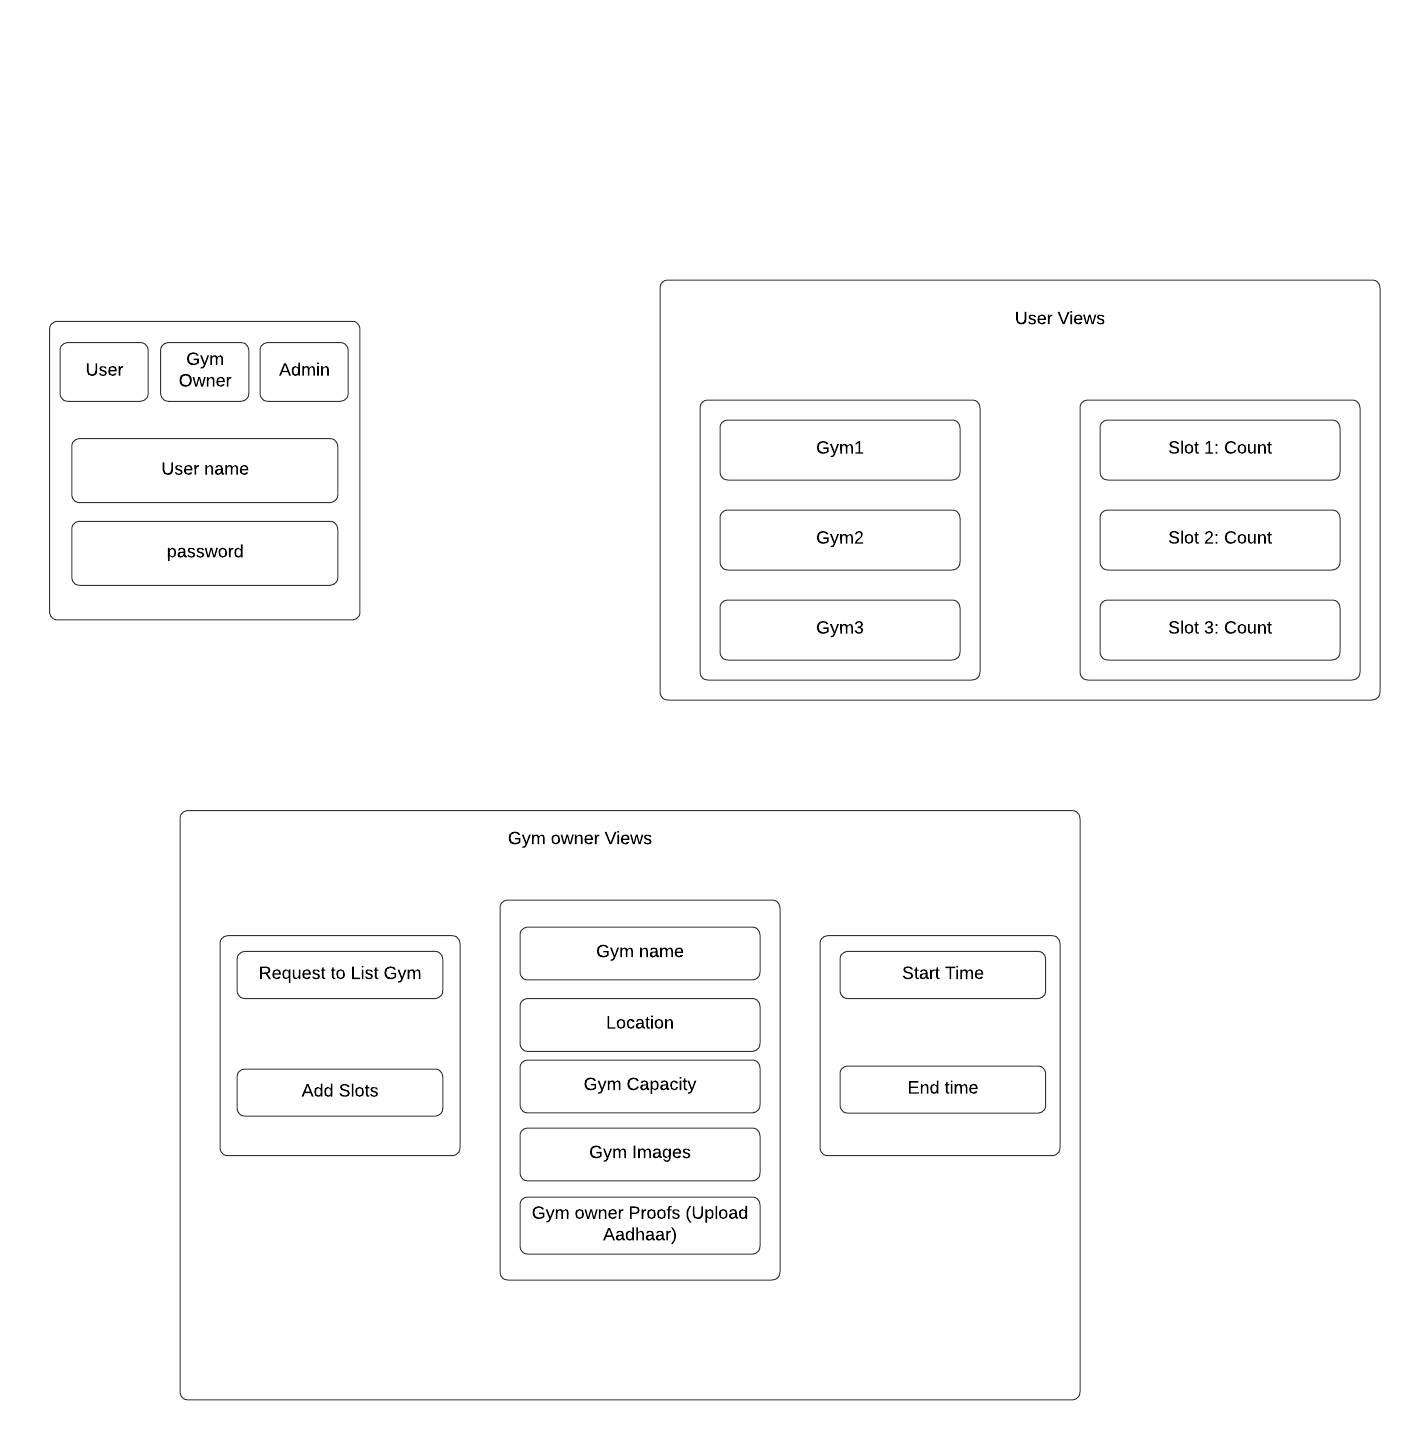 User
Gym
Owner
Admin
User name
password
User Views
Gym1
Gym2
Gym3
Slot 1: Count
Slot 2: Count
Slot 3: Count
Gym owner Views
Request to List Gym
Add Slots
Gym name
Location
Gym Capacity
Gym Images
Gym owner Proofs (Upload
Aadhaar)
Start Time
End time